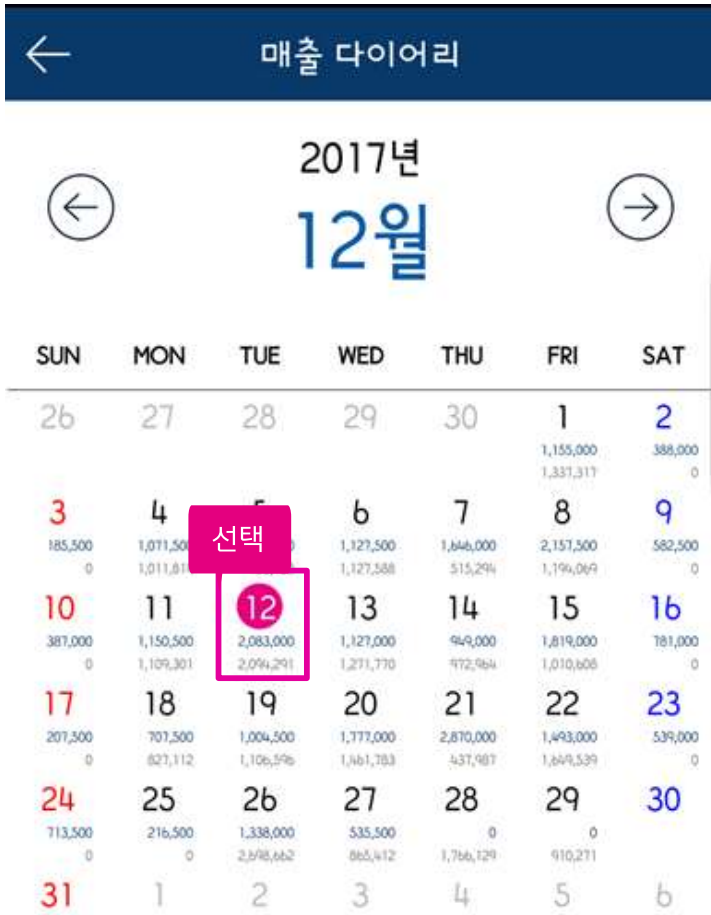 매출 다이어리
2017년
12월
SUN MON TUE WED THU FRI SAT
26 27 28 29 30 1 2
1,155,000 388,000
1,337,317 0
3 4 6 7 8 9
선택
185,500 1,127,500 1,646,000 2,157,500 582,500
0 1,127,588 515,294 1,194,069 0
10 11 12 13 14 15 16
387,000 1,150,500 2,083,000 1,127,000 949,000 1,819,000 781,000
0 1,109,301 2,094,291 1,271,770 972,964 1,010,608 0
17 18 19 20 21 22 23
207,500 707,500 1,004,500 1,777,000 2,870,000 1,493,000 539,000
0 827,112 1,106,596 1,461,783 437,987 1,649,539 0
24 25 26 27 28 29 30
713,500 216,500 1,338,000 535,500 0 0
0 0 2,698,662 865,412 1,766,129 910,271
31 1 2 3 4 5 6